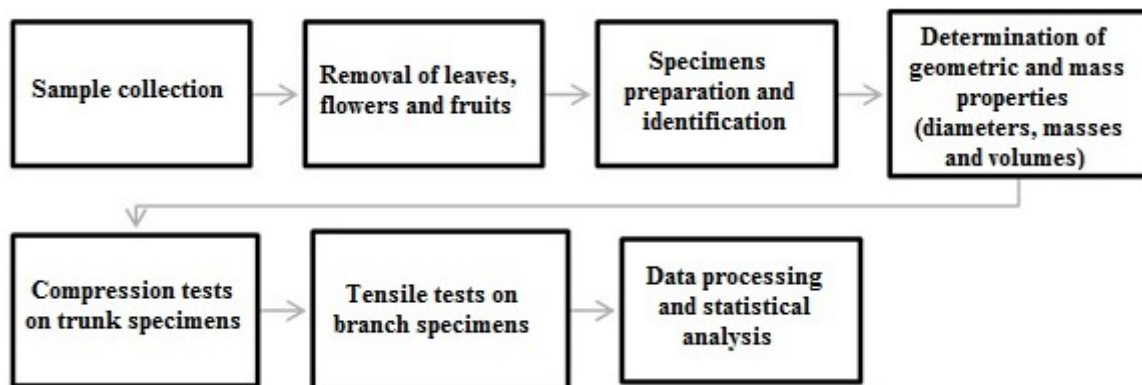 Sample collection
Removal of leaves,
flowers and fruits
Specimens
preparation and
identification
Determination of
geometric and mass
properties
(diameters, masses
and volumes)
Compression tests
on trunk specimens
Tensile tests on
branch specimens
Data processing
and statistical
analysis